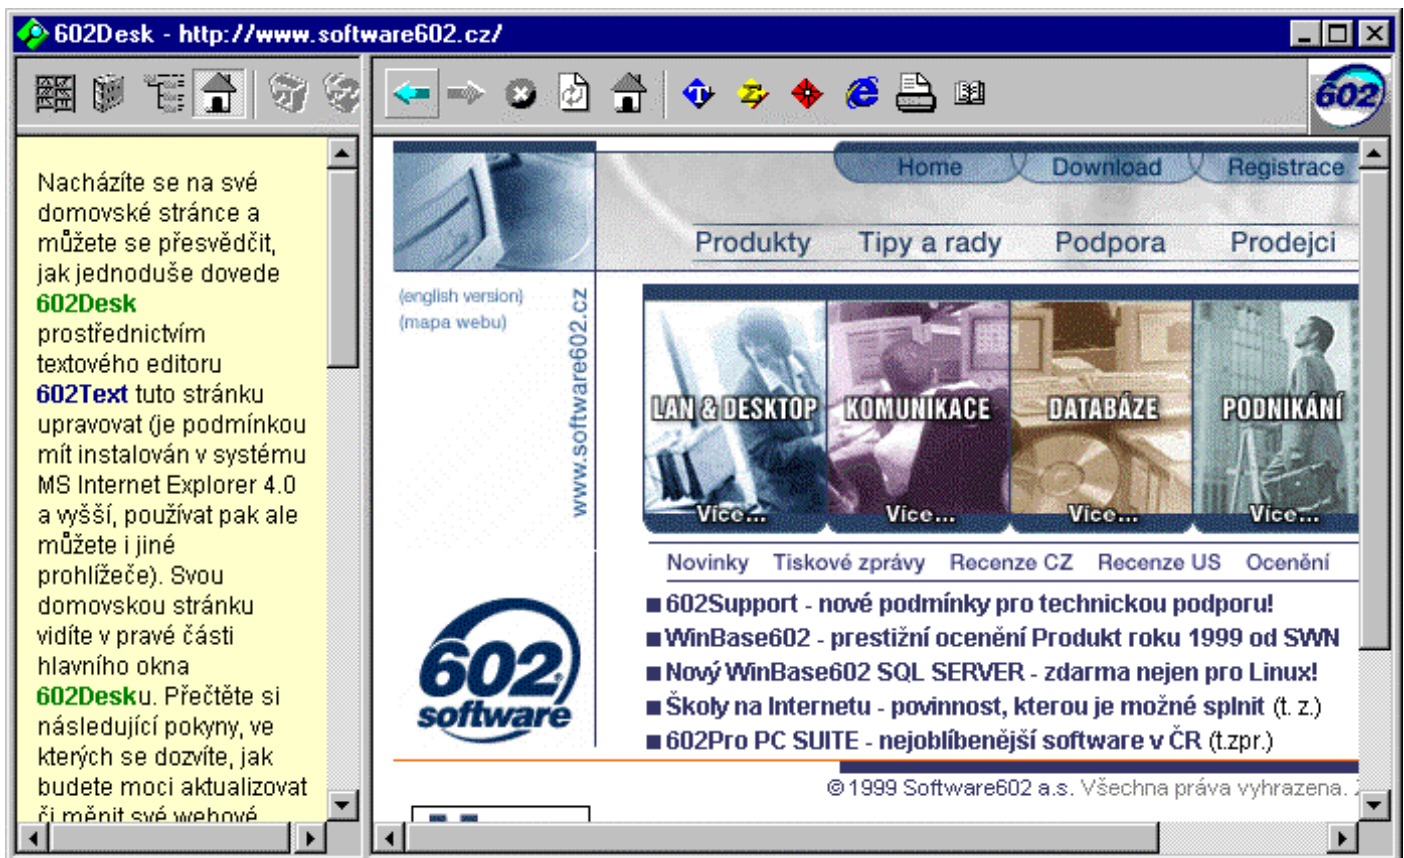 602Desk - http://www.software602.cz/
602
Nacházíte se na své
domovské stránce a
můžete se přesvědčit,
jak jednoduše dovede
602Desk
prostřednictvím
textového editoru
602Text tuto stránku
upravovat (je podmínkou
mít instalován v systému
MS Internet Explorer 4.0
a vyšší, používat pak ale
můžete i jiné
prohlížeče). Svou
domovskou stránku
vidíte v pravé části
hlavního okna
602Desku. Přečtěte si
následující pokyny, ve
kterých se dozvíte, jak
budete moci aktualizovat
či měnit své webové
Home Download Registrace
Produkty Tipy a rady Podpora Prodejci
(english version)
(mapa webu)
www.software602.cz
LAN & DESKTOP KOMUNIKACE DATABÁZE PODNIKÁNÍ
Více... Více... Více... Více...
Novinky Tiskové zprávy Recenze CZ Recenze US Ocenění
602Support - nové podmínky pro technickou podporu!
WinBase602 - prestižní ocenění Produkt roku 1999 od SWN
Nový WinBase602 SQL SERVER - zdarma nejen pro Linux!
Školy na Internetu - povinnost, kterou je možné splnit (t. z.)
602Pro PC SUITE - nejoblíbenější software v ČR (t.zpr.)
602
software
©1999 Software602 a.s. Všechna práva vyhrazena.